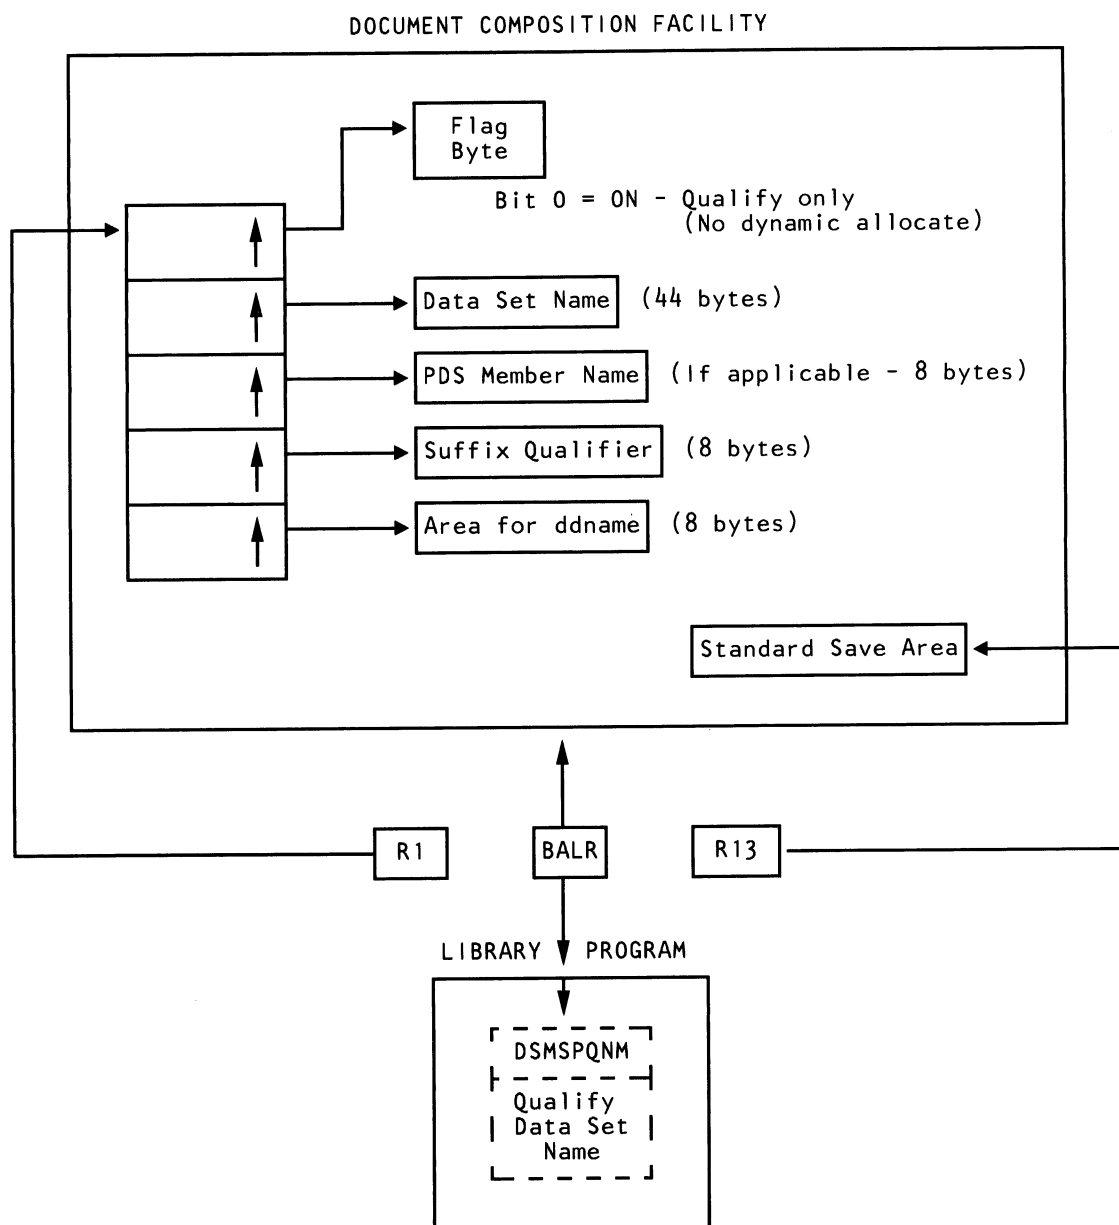 DOCUMENT COMPOSITION FACILITY
Flag
Byte
Bit 0 = ON - Qualify only
(No dynamic allocate)
Data Set Name (44 bytes)
PDS Member Name (If applicable - 8 bytes)
Suffix Qualifier (8 bytes)
Area for ddname (8 bytes)
Standard Save Area
R1 BALR R13
LIBRARY PROGRAM
DSMSPQNM
Qualify
Data Set
Name